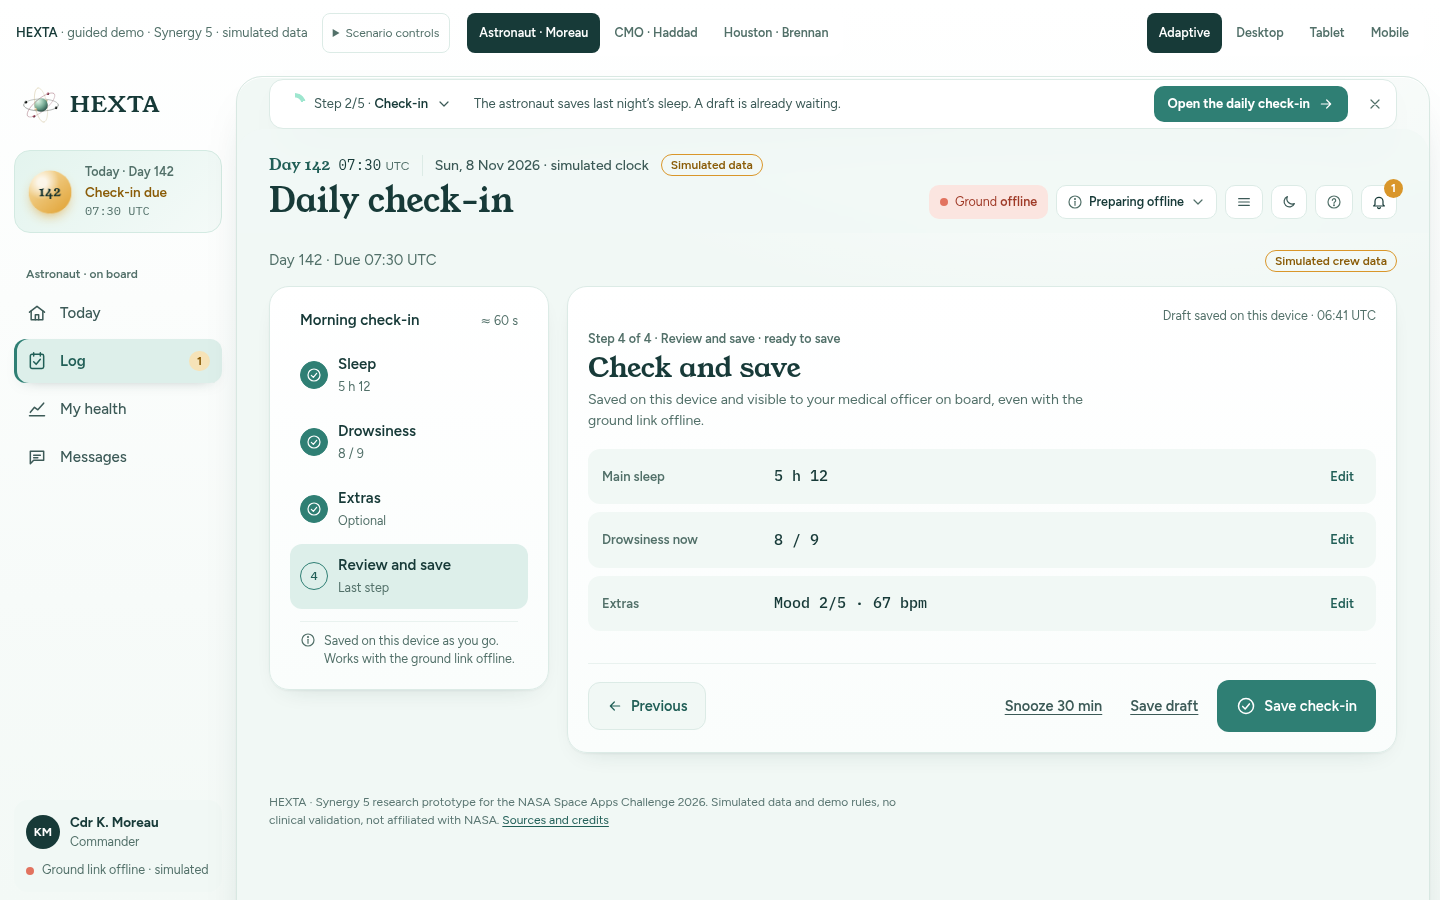 HEXTA · guided demo · Synergy 5 · simulated data
Scenario controls
Astronaut · Moreau
CMO · Haddad
Houston · Brennan
Adaptive
Desktop
Tablet
Mobile
HEXTA
142
Today · Day 142
Check-in due
07:30 UTC
Astronaut · on board
Today
Log
1
My health
Messages
KM
Cdr K. Moreau
Commander
Ground link offline · simulated
Step 2/5 · Check-in
The astronaut saves last night’s sleep. A draft is already waiting.
Open the daily check-in
Day 142 07:30 UTC
Sun, 8 Nov 2026 · simulated clock
Simulated data
Daily check-in
Ground offline
Preparing offline
1
Day 142 · Due 07:30 UTC
Simulated crew data
Morning check-in
≈ 60 s
Sleep
5 h 12
Drowsiness
8 / 9
Extras
Optional
4
Review and save
Last step
Saved on this device as you go.
Works with the ground link offline.
Draft saved on this device · 06:41 UTC
Step 4 of 4 · Review and save · ready to save
Check and save
Saved on this device and visible to your medical officer on board, even with the
ground link offline.
Main sleep
5 h 12
Edit
Drowsiness now
8 / 9
Edit
Extras
Mood 2/5 · 67 bpm
Edit
Previous
Snooze 30 min
Save draft
Save check-in
HEXTA · Synergy 5 research prototype for the NASA Space Apps Challenge 2026. Simulated data and demo rules, no
clinical validation, not affiliated with NASA. Sources and credits